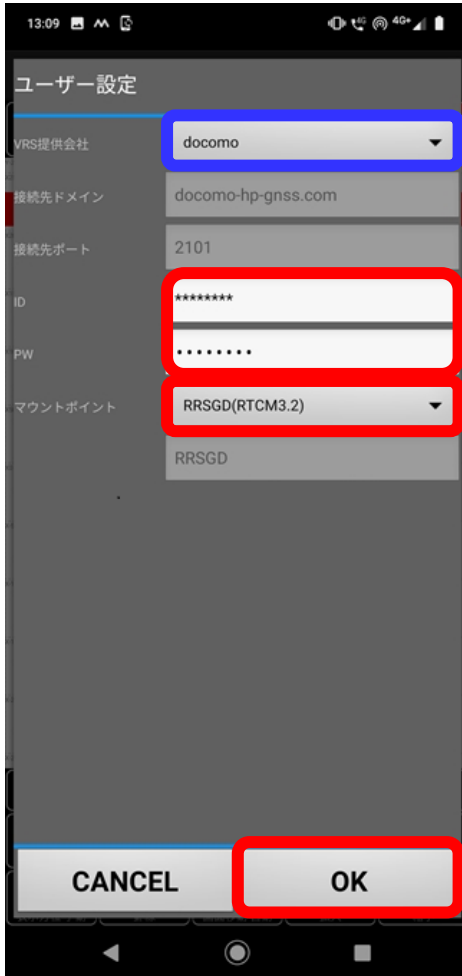 13:09 4G 4G+
ユーザー設定
VRS提供会社 docomo
接続先ドメイン docomo-hp-gnss.com
接続先ポート 2101
ID ********
PW ••••••••
マウントポイント RRSGD(RTCM3.2)
RRSGD
CANCEL OK